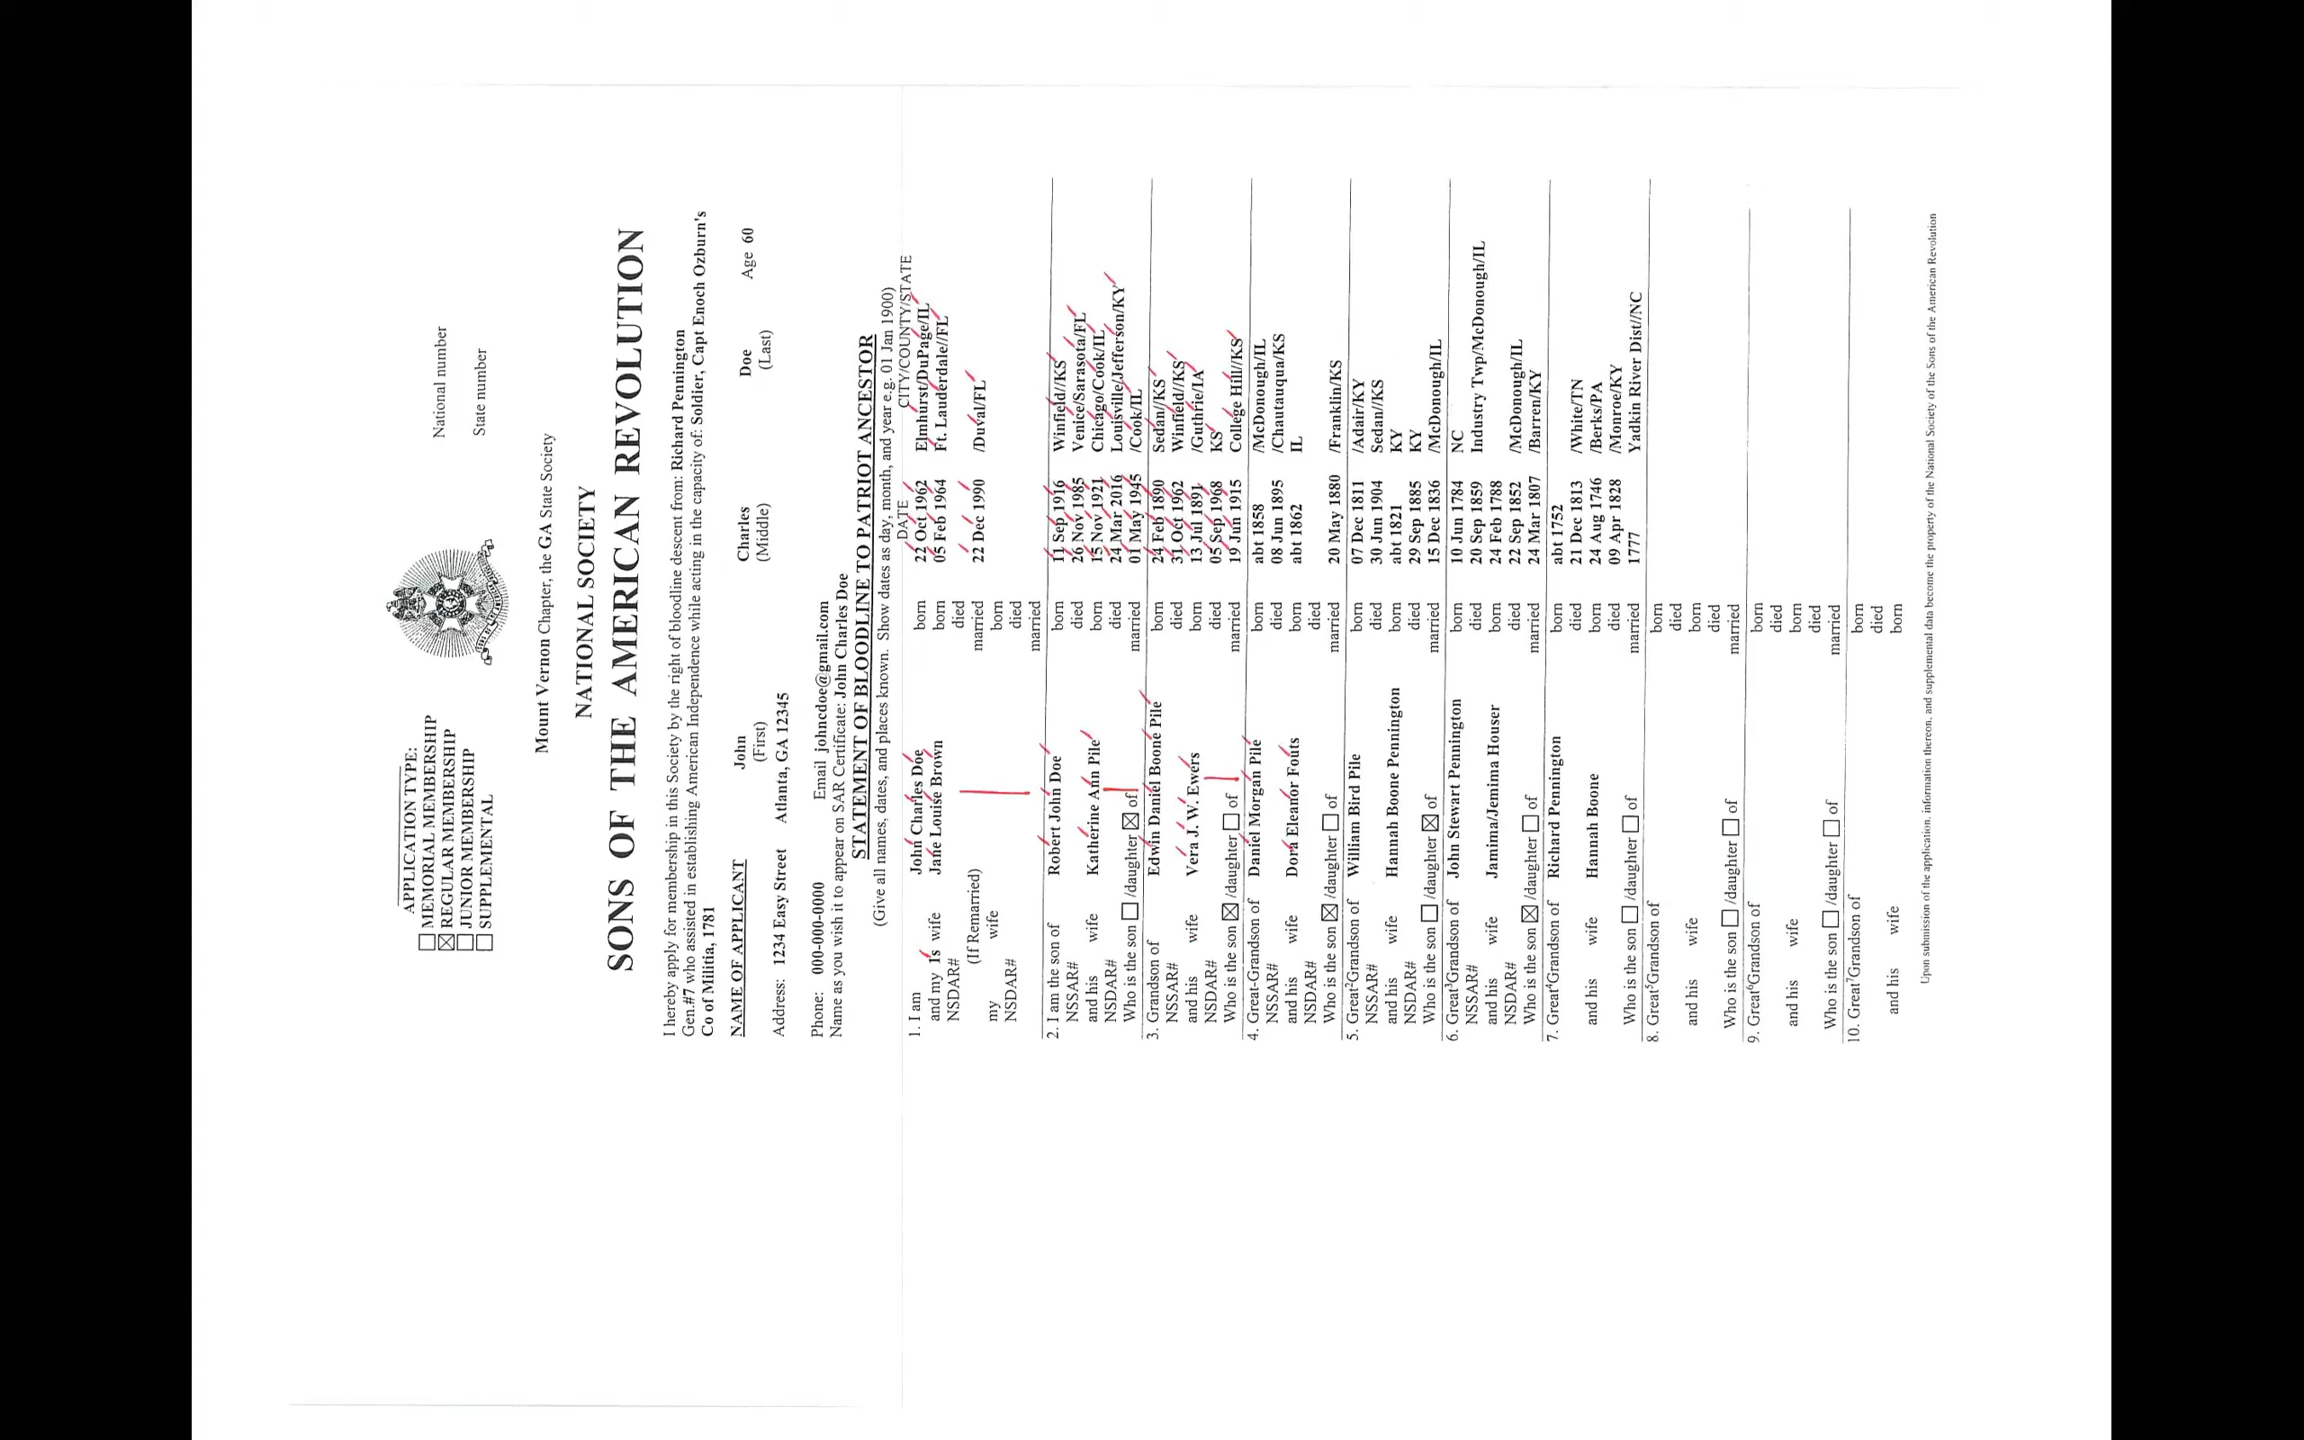 APPLICATION TYPE:
☐ MEMORIAL MEMBERSHIP
☒ REGULAR MEMBERSHIP
☐ JUNIOR MEMBERSHIP
☐ SUPPLEMENTAL
National number
State number
Mount Vernon Chapter, the GA State Society
NATIONAL SOCIETY
SONS OF THE AMERICAN REVOLUTION
I hereby apply for membership in this Society by the right of bloodline descent from: Richard Pennington
Gen.#7 who assisted in establishing American Independence while acting in the capacity of: Soldier, Capt Enoch Ozburn's
Co of Militia, 1781
NAME OF APPLICANT John Charles Doe Age 60
(First) (Middle) (Last)
Address: 1234 Easy Street Atlanta, GA 12345
Phone: 000-000-0000 Email johncdoe@gmail.com
Name as you wish it to appear on SAR Certificate: John Charles Doe
STATEMENT OF BLOODLINE TO PATRIOT ANCESTOR
(Give all names, dates, and places known. Show dates as day, month, and year e.g. 01 Jan 1900)
DATE CITY/COUNTY/STATE
1. I am John Charles Doe born 22 Oct 1962 Elmhurst/DuPage/IL
and my 1s wife Jane Louise Brown born 05 Feb 1964 Ft. Lauderdale//FL
NSDAR# died
(If Remarried) married 22 Dec 1990 /Duval/FL
my wife born
NSDAR# died
married
2. I am the son of Robert John Doe born 11 Sep 1916 Winfield//KS
NSSAR# died 26 Nov 1985 Venice/Sarasota/FL
and his wife Katherine Ann Pile born 15 Nov 1921 Chicago/Cook/IL
NSDAR# died 24 Mar 2016 Louisville/Jefferson/KY
Who is the son ☐ /daughter ☒ of married 01 May 1945 /Cook/IL
3. Grandson of Edwin Daniel Boone Pile born 24 Feb 1890 Sedan//KS
NSSAR# died 31 Oct 1962 Winfield//KS
and his wife Vera J. W. Ewers born 13 Jul 1891 /Guthrie/IA
NSDAR# died 05 Sep 1968 KS
Who is the son ☒ /daughter ☐ of married 19 Jun 1915 College Hill//KS
4. Great-Grandson of Daniel Morgan Pile born abt 1858 /McDonough/IL
NSSAR# died 08 Jun 1895 /Chautauqua/KS
and his wife Dora Eleanor Fouts born abt 1862 IL
NSDAR# died
Who is the son ☒ /daughter ☐ of married 20 May 1880 /Franklin/KS
5. Great²Grandson of William Bird Pile born 07 Dec 1811 /Adair/KY
NSSAR# died 30 Jun 1904 Sedan//KS
and his wife Hannah Boone Pennington born abt 1821 KY
NSDAR# died 29 Sep 1885 KY
Who is the son ☐ /daughter ☒ of married 15 Dec 1836 /McDonough/IL
6. Great³Grandson of John Stewart Pennington born 10 Jun 1784 NC
NSSAR# died 20 Sep 1859 Industry Twp/McDonough/IL
and his wife Jamima/Jemima Houser born 24 Feb 1788
NSDAR# died 22 Sep 1852 /McDonough/IL
Who is the son ☒ /daughter ☐ of married 24 Mar 1807 /Barren/KY
7. Great⁴Grandson of Richard Pennington born abt 1752
died 21 Dec 1813 /White/TN
and his wife Hannah Boone born 24 Aug 1746 /Berks/PA
died 09 Apr 1828 /Monroe/KY
Who is the son ☐ /daughter ☐ of married 1777 Yadkin River Dist//NC
8. Great⁵Grandson of born
died
and his wife born
died
Who is the son ☐ /daughter ☐ of married
9. Great⁶Grandson of born
died
and his wife born
died
Who is the son ☐ /daughter ☐ of married
10. Great⁷Grandson of born
died
and his wife born
Upon submission of the application, information thereon, and supplemental data become the property of the National Society of the Sons of the American Revolution